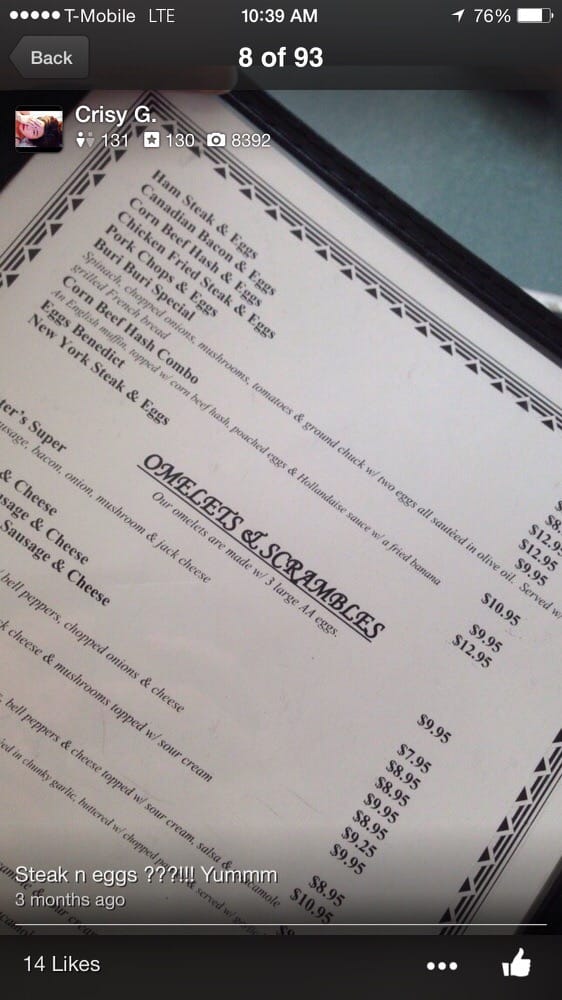 T-Mobile LTE 10:39 AM 76%
Back 8 of 93
Crisy G.
131 130 8392
Ham Steak & Eggs
Canadian Bacon & Eggs
Corn Beef Hash & Eggs
Chicken Fried Steak & Eggs
Pork Chops & Eggs
Buri Buri Special
Spinach, chopped onions, mushrooms, tomatoes & ground chuck w/ two eggs all sautéed in olive oil. Served w/
grilled French bread
Corn Beef Hash Combo
An English muffin, topped w/ corn beef hash, poached eggs & Hollandaise sauce w/ a fried banana
Eggs Benedict
New York Steak & Eggs
$8.
$12.95
$12.95
$9.95
$10.95
$9.95
$12.95
OMELETS & SCRAMBLES
Our omelets are made w/ 3 large AA eggs.
ter's Super
usage, bacon, onion, mushroom & jack cheese
& Cheese
usage & Cheese
Sausage & Cheese
bell peppers, chopped onions & cheese
k cheese & mushrooms topped w/ sour cream
, bell peppers & cheese topped w/ sour cream, salsa & guacamole
in chunky garlic, buttered w/ chopped & served w/
$9.95
$7.95
$8.95
$8.95
$9.95
$8.95
$9.25
$9.95
$8.95
$10.95
Steak n eggs ???!!! Yummm
3 months ago
14 Likes